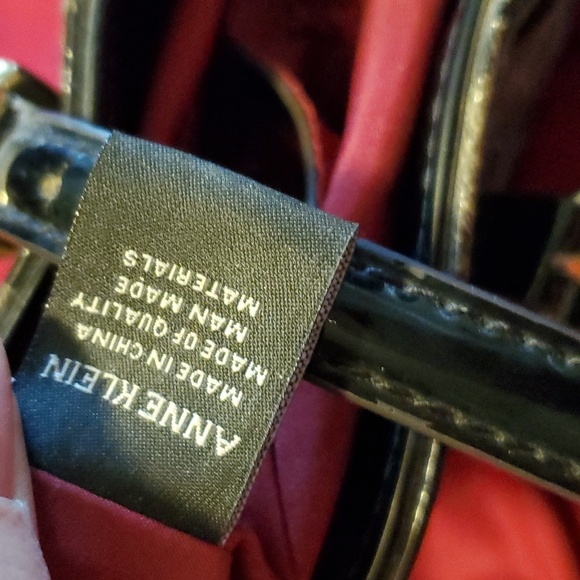 ANNE KLEIN
MADE IN CHINA
MADE OF QUALITY
MAN MADE
MATERIALS